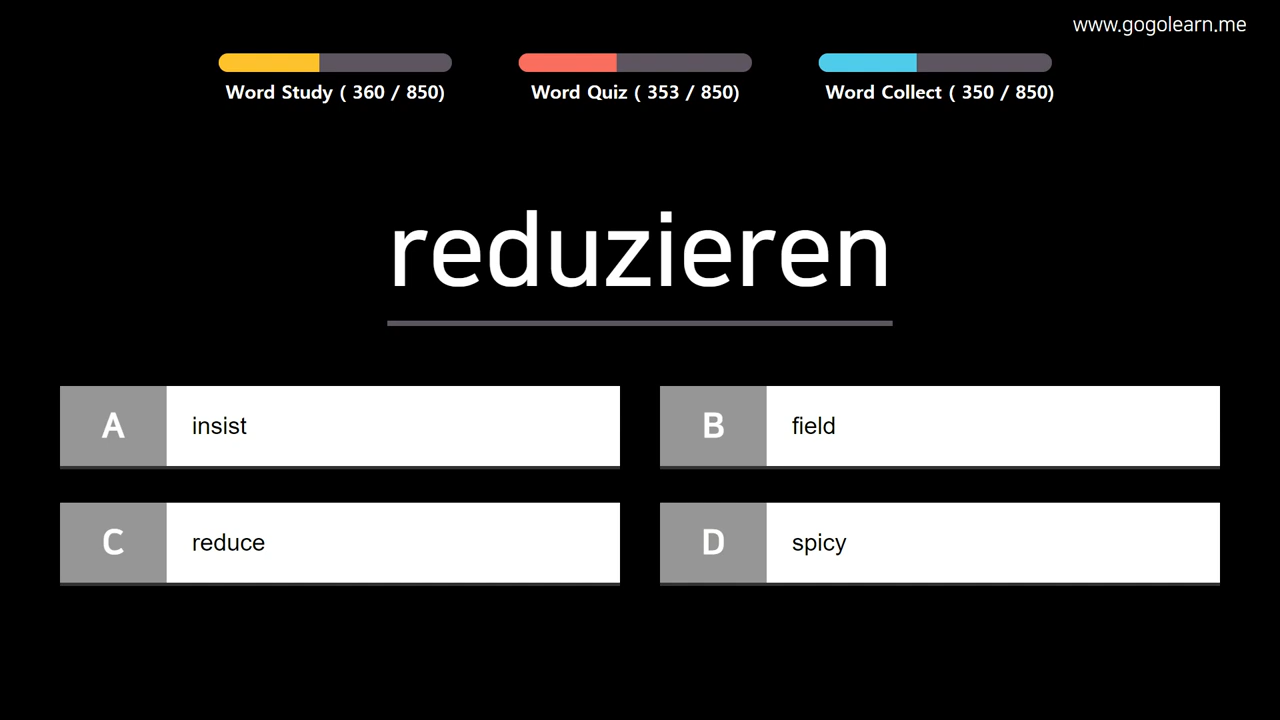 www.gogolearn.me
Word Study ( 360 / 850)
Word Quiz ( 353 / 850)
Word Collect ( 350 / 850)
reduzieren
A insist
B field
C reduce
D spicy